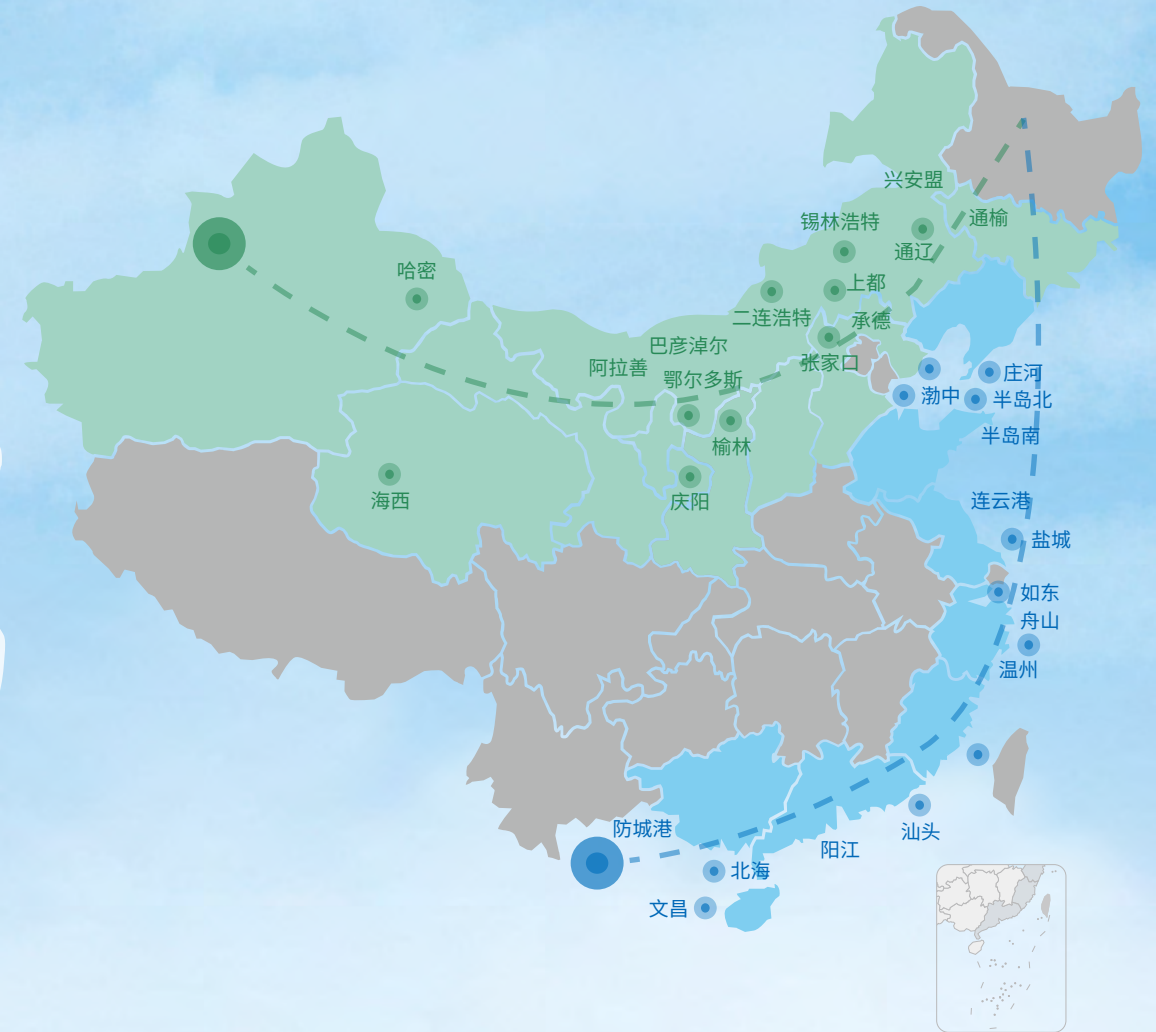 兴安盟
通榆
锡林浩特
通辽
哈密
上都
二连浩特
承德
巴彦淖尔
张家口
阿拉善
鄂尔多斯
庄河
渤中
半岛北
半岛南
榆林
海西
庆阳
连云港
盐城
如东
舟山
温州
防城港
汕头
阳江
北海
文昌